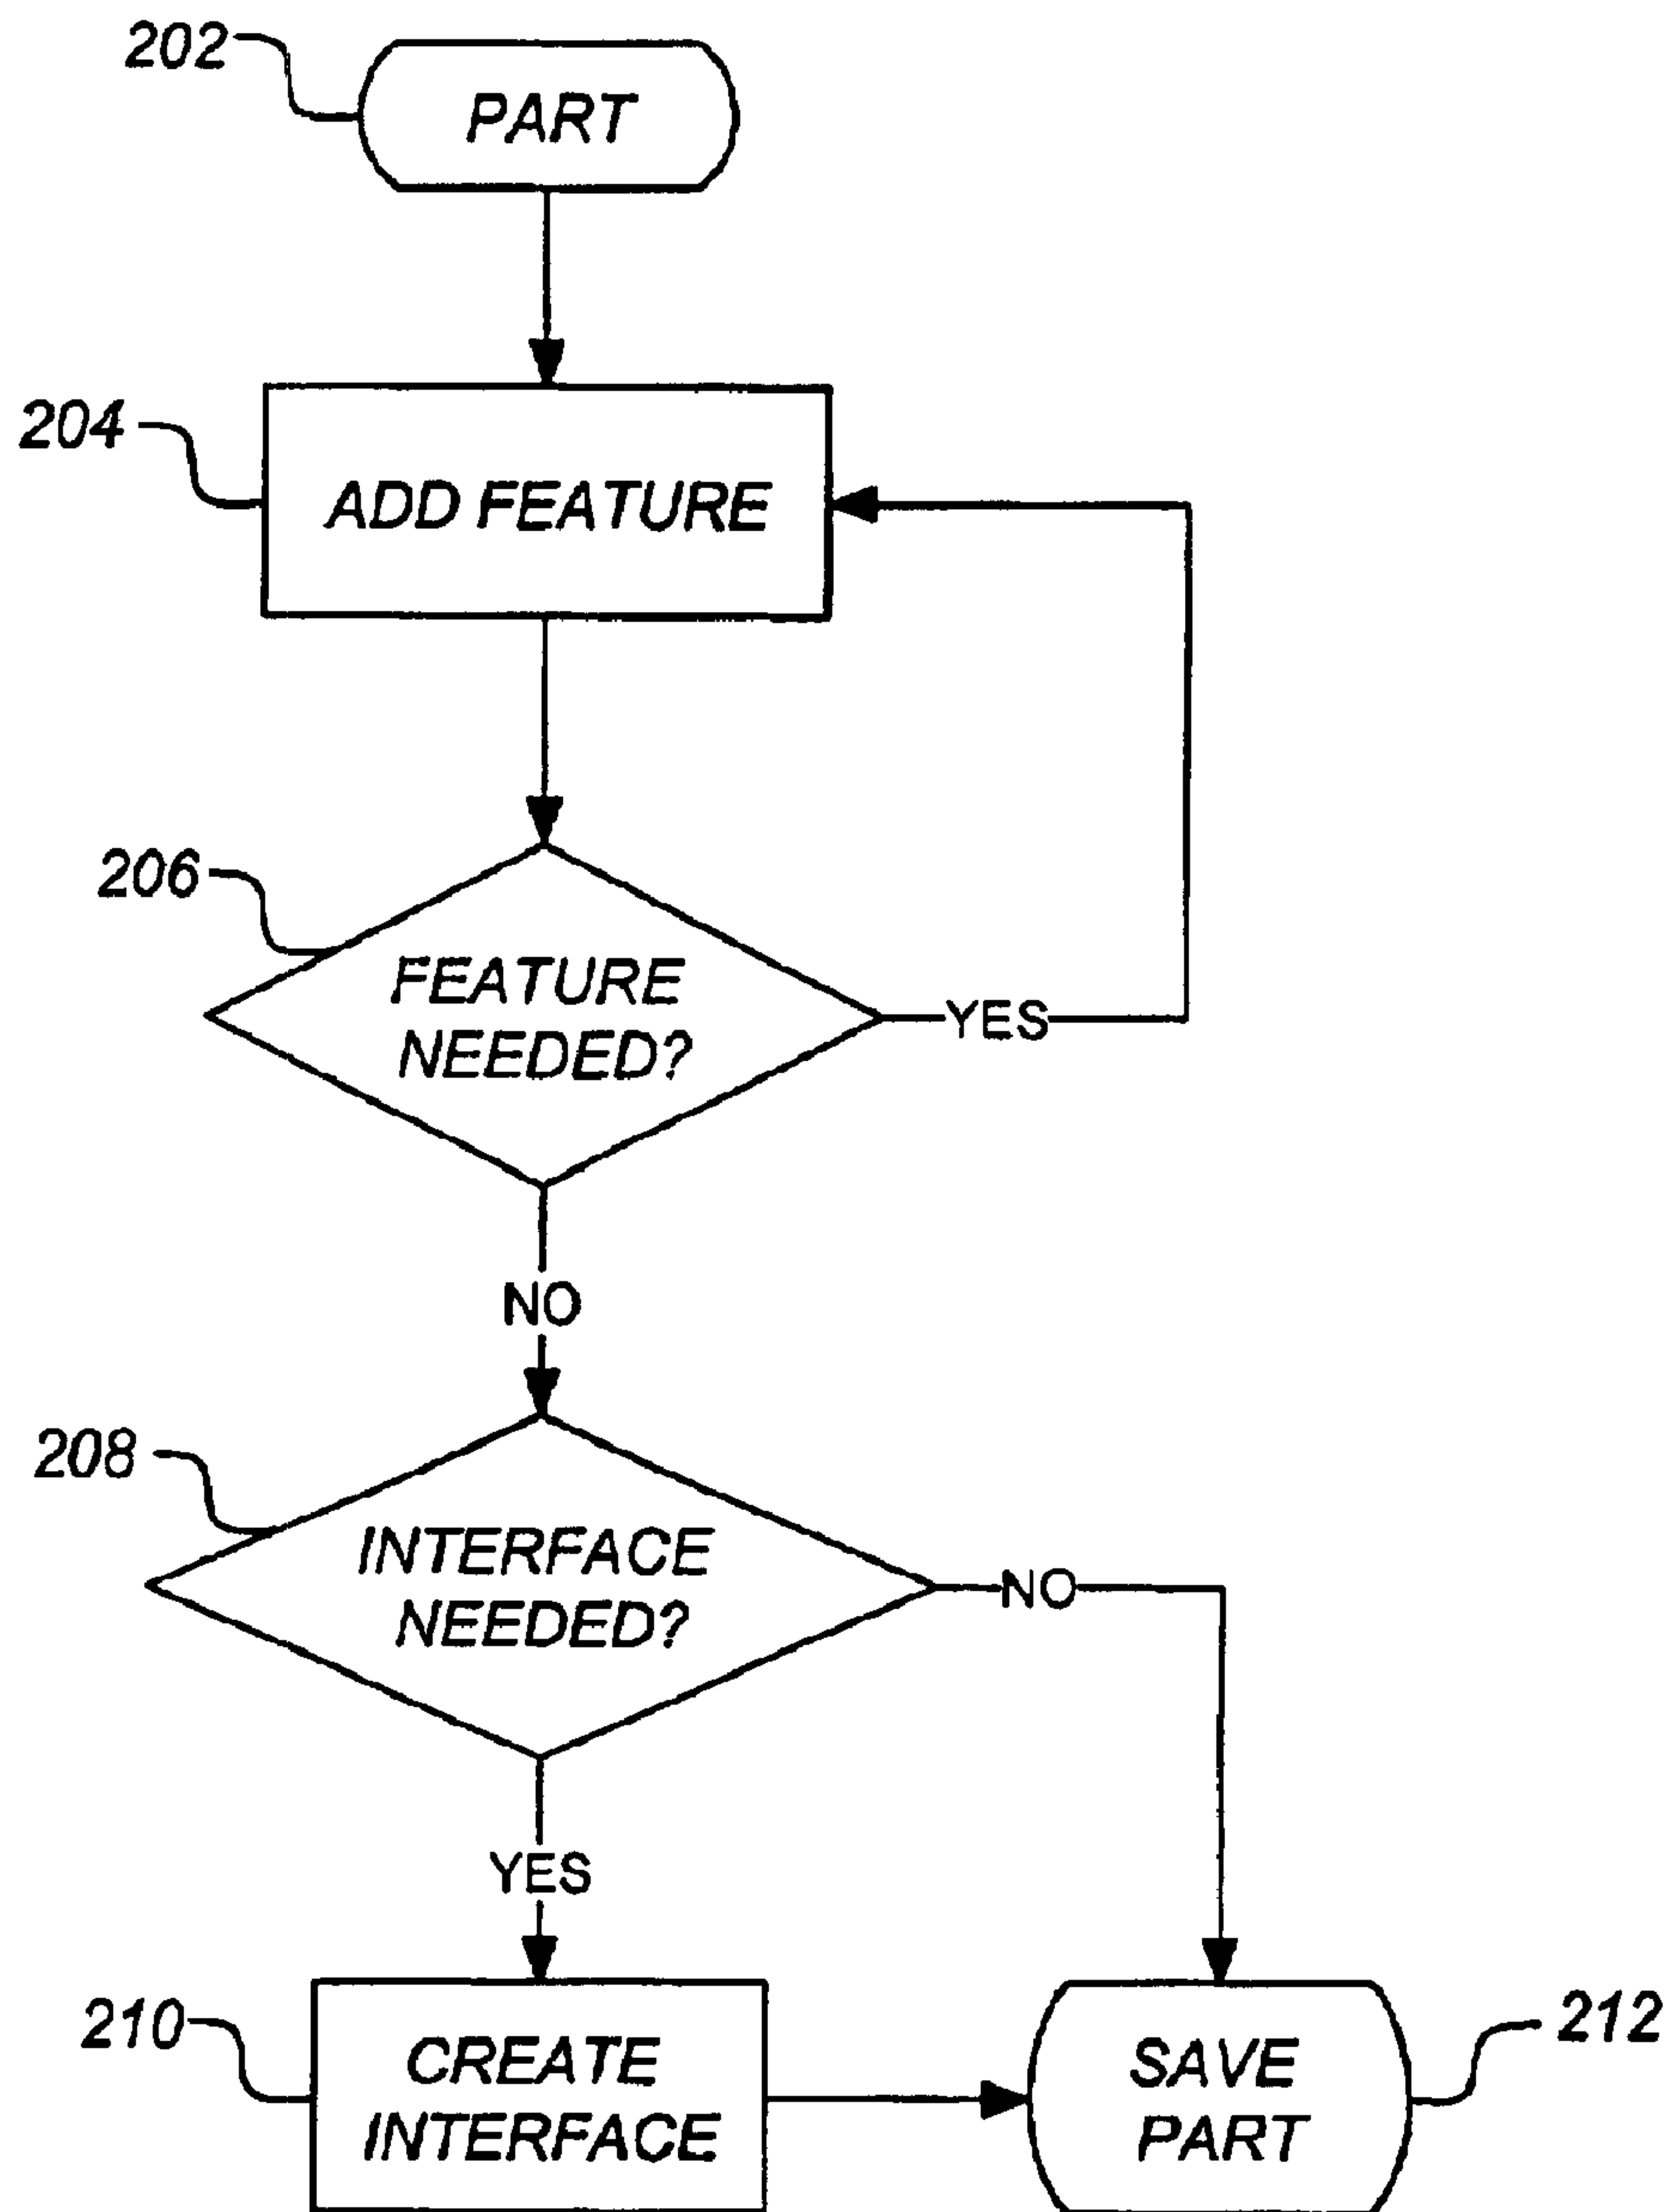 202
PART
204
ADD FEATURE
206
FEATURE
NEEDED?
YES
NO
208
INTERFACE
NEEDED?
NO
YES
210
CREATE
INTERFACE
SAVE
PART
212